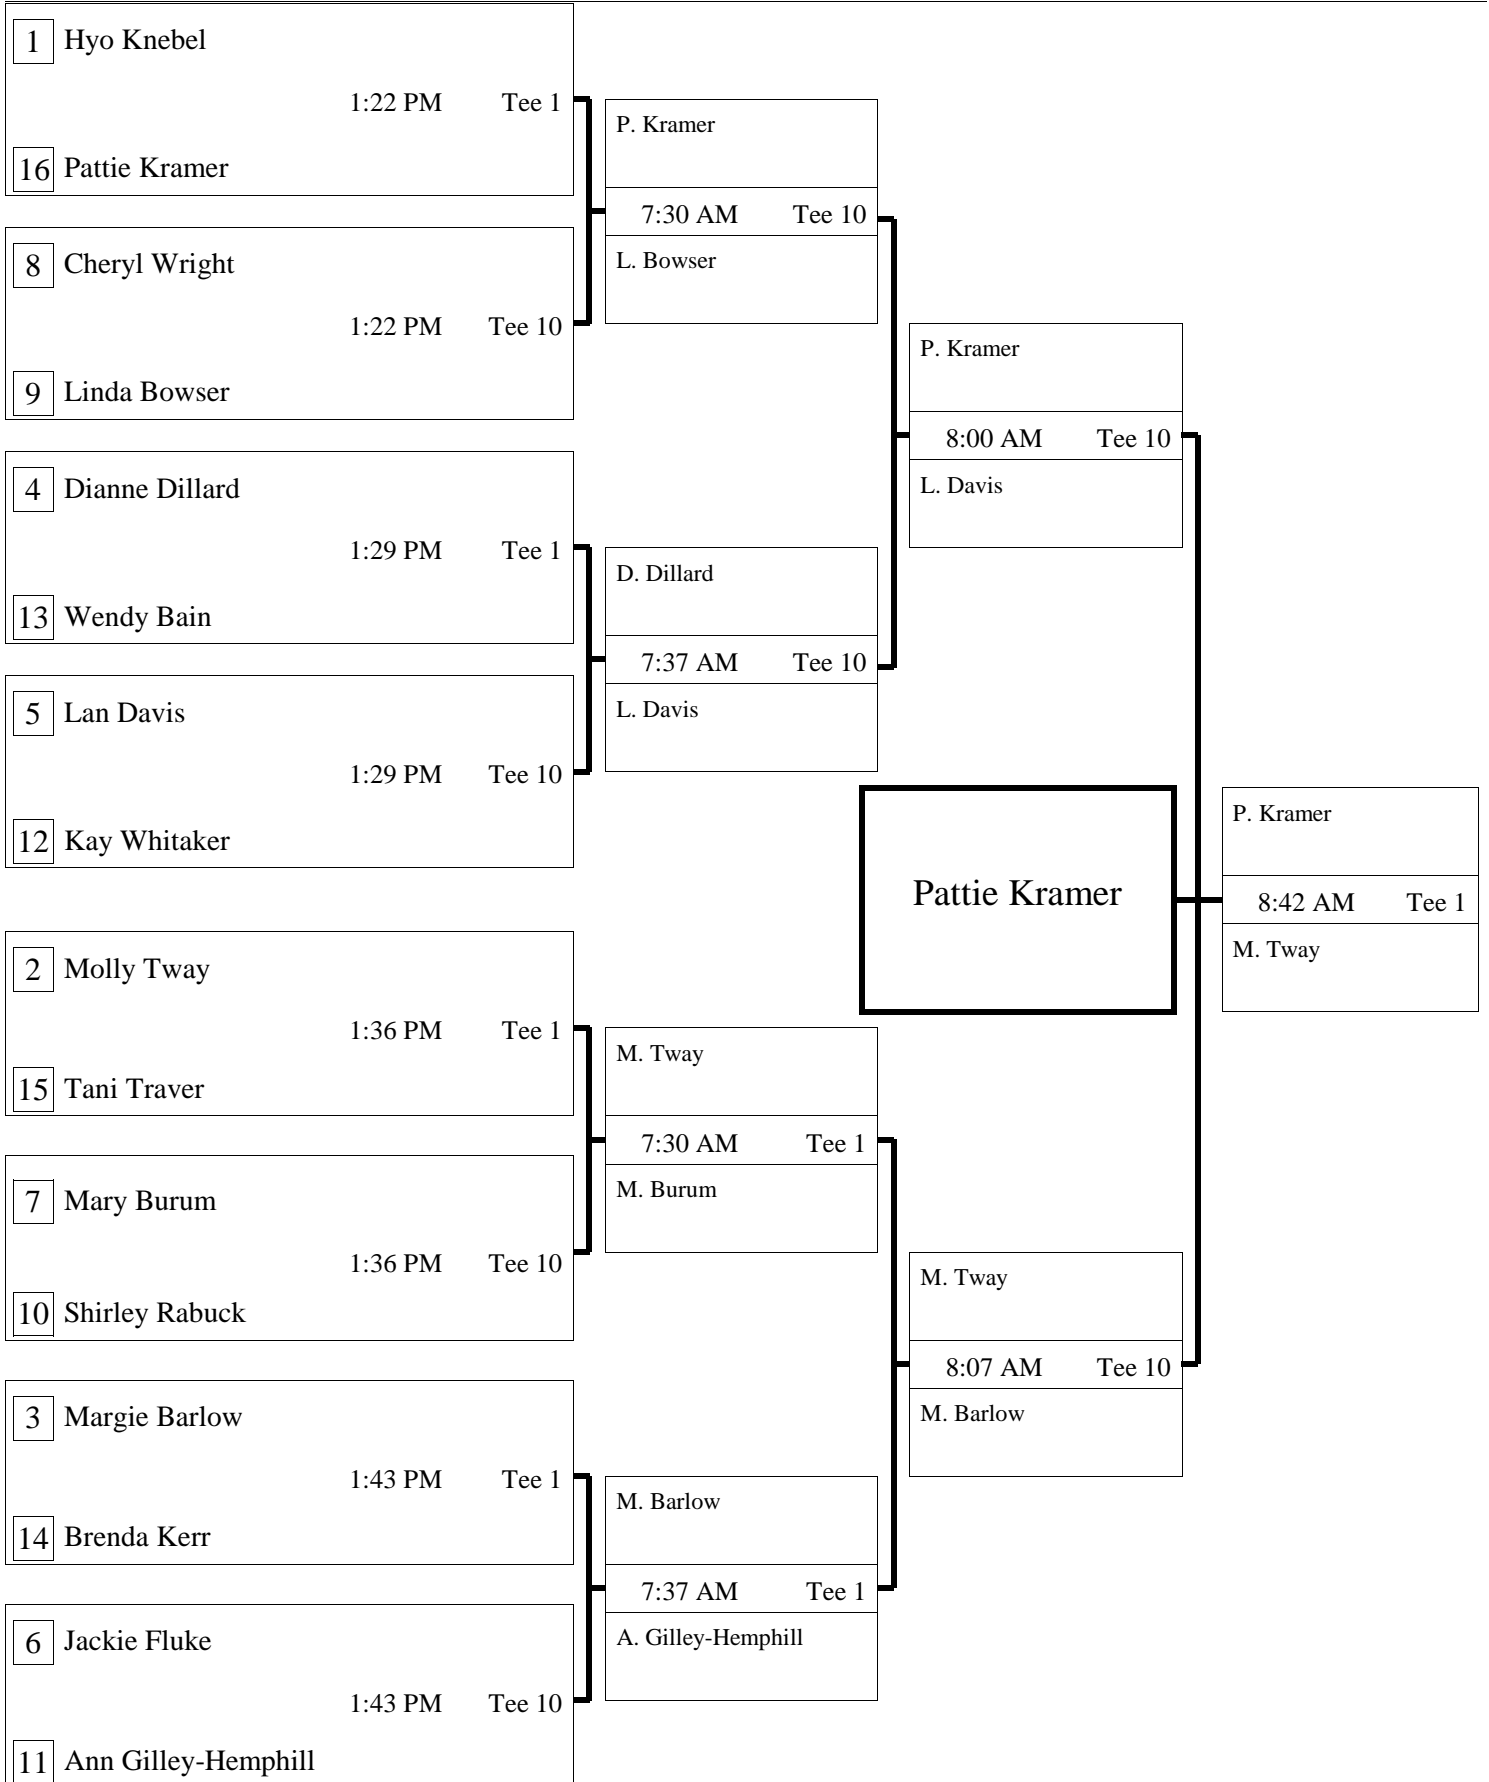 1 Hyo Knebel
1:22 PM Tee 1
16 Pattie Kramer
8 Cheryl Wright
1:22 PM Tee 10
9 Linda Bowser
4 Dianne Dillard
1:29 PM Tee 1
13 Wendy Bain
5 Lan Davis
1:29 PM Tee 10
12 Kay Whitaker
2 Molly Tway
1:36 PM Tee 1
15 Tani Traver
7 Mary Burum
1:36 PM Tee 10
10 Shirley Rabuck
3 Margie Barlow
1:43 PM Tee 1
14 Brenda Kerr
6 Jackie Fluke
1:43 PM Tee 10
11 Ann Gilley-Hemphill
P. Kramer
7:30 AM Tee 10
L. Bowser
D. Dillard
7:37 AM Tee 10
L. Davis
M. Tway
7:30 AM Tee 1
M. Burum
M. Barlow
7:37 AM Tee 1
A. Gilley-Hemphill
P. Kramer
8:00 AM Tee 10
L. Davis
M. Tway
8:07 AM Tee 10
M. Barlow
P. Kramer
8:42 AM Tee 1
M. Tway
Pattie Kramer